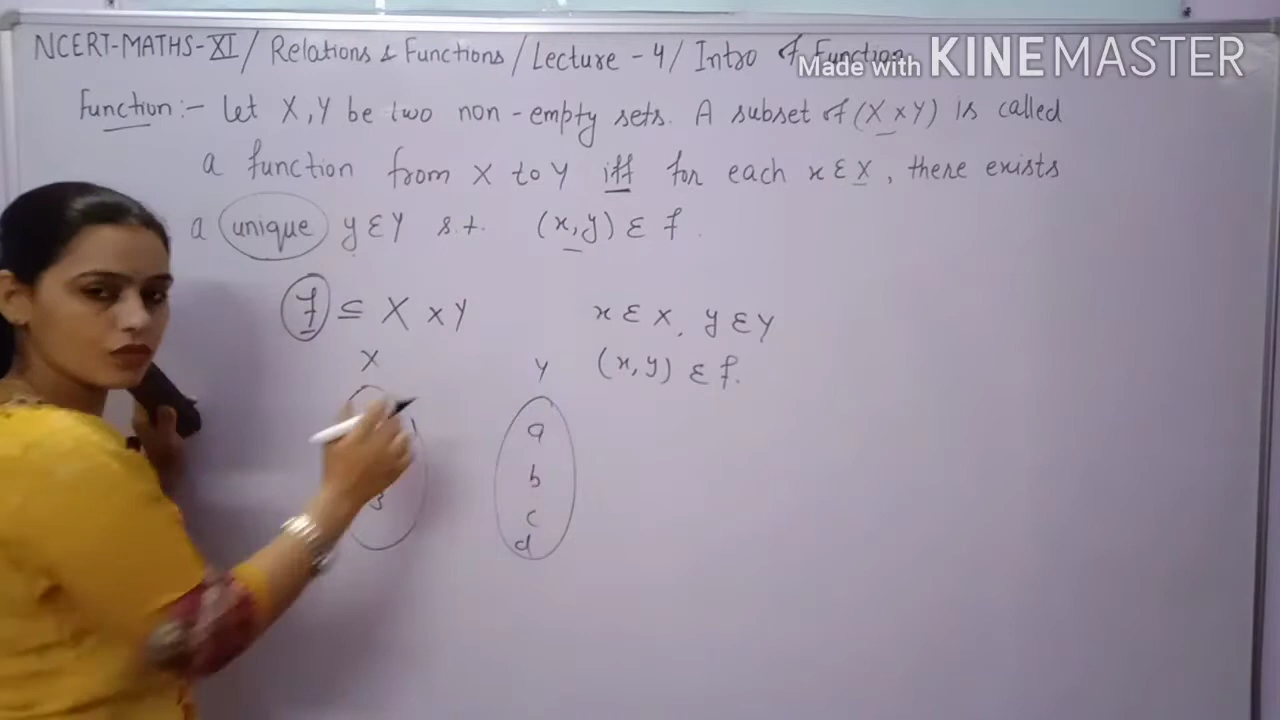 NCERT-MATHS-XI / Relations & Functions / Lecture - 4 / Intro of Function
Made with KINEMASTER
Function :- Let X, Y be two non-empty sets. A subset of (X x Y) is called
a function from X to Y iff for each x ε X, there exists
a unique y ε Y s.t. (x, y) ε f.
f ⊆ X x Y
x ε X, y ε Y
(x, y) ε f.
X
Y
a
b
3
c
d